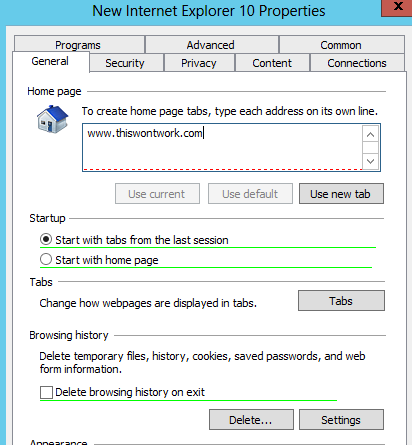 New Internet Explorer 10 Properties
x
Programs Advanced Common
General Security Privacy Content Connections
Home page
To create home page tabs, type each address on its own line.
www.thiswontwork.com
Use current Use default Use new tab
Startup
Start with tabs from the last session
Start with home page
Tabs
Change how webpages are displayed in tabs. Tabs
Browsing history
Delete temporary files, history, cookies, saved passwords, and web
form information.
Delete browsing history on exit
Delete... Settings
Appearance